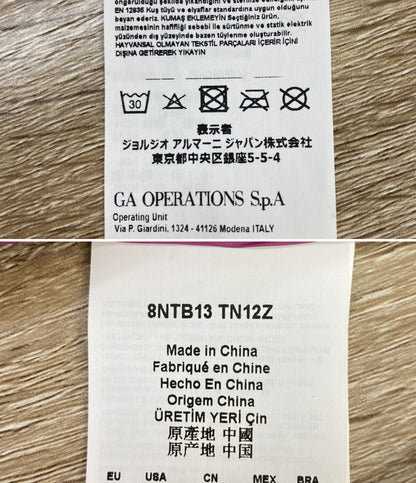 öngörüldüğü şekilde yıkandığını ve sterilize
EN 12935 Kuş tüyü ve elyaflar standardına uygun olduğunu
beyan ederiz. KUMAŞ EKLEMEYİN Seçtiğiniz ürün,
malzemesinin hafifliği sebebi ile sürtünme ve statik elektrik
yüzünden dış yüzeyinde bazen tüylenme oluşturabilir.
HAYVANSAL OLMAYAN TEKSTİL PARÇALARI İÇERİR İÇİNİ
DIŞINA GETİREREK YIKAYIN
30
表示者
ジョルジオ アルマーニ ジャパン株式会社
東京都中央区銀座5-5-4
GA OPERATIONS S.p.A
Operating Unit
Via P. Giardini, 1324 - 41126 Modena ITALY
8NTB13 TN12Z
Made in China
Fabriqué en Chine
Hecho En China
Origem China
ÜRETİM YERİ Çin
原產地 中國
原产地 中国
EU USA CN MEX BRA